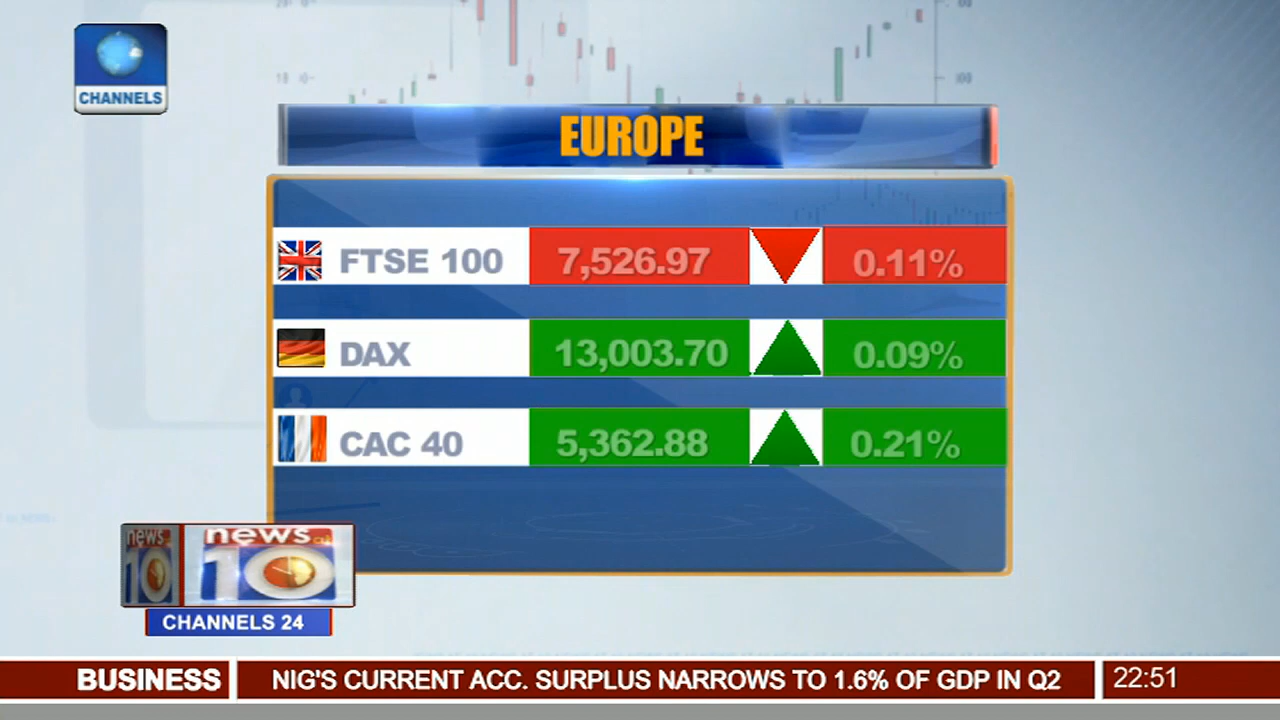 CHANNELS
EUROPE
FTSE 100 7,526.97 0.11%
DAX 13,003.70 0.09%
CAC 40 5,362.88 0.21%
news
10
news
10
CHANNELS 24
BUSINESS NIG'S CURRENT ACC. SURPLUS NARROWS TO 1.6% OF GDP IN Q2 22:51